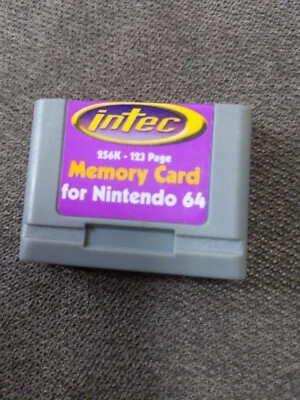 intec
256K - 123 Page
Memory Card
for Nintendo 64